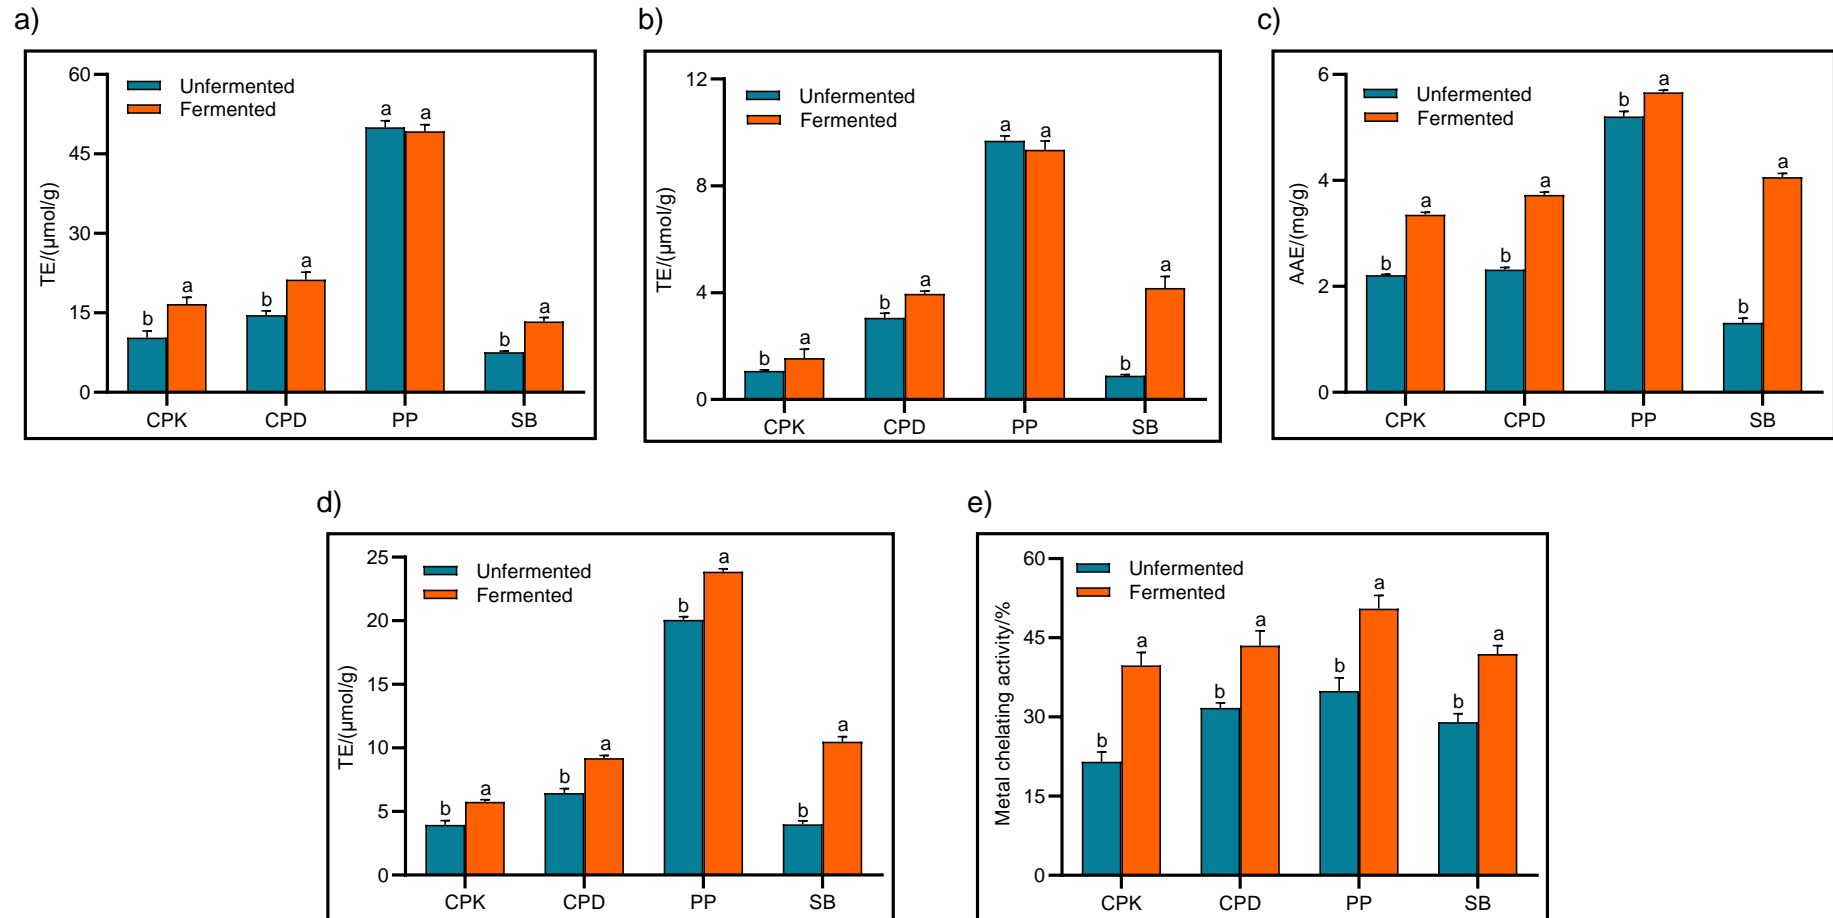 a)
60
45
30
15
0
TE/(μmol/g)
Unfermented
Fermented
b a b a a a b a
CPK CPD PP SB
b)
12
8
4
0
TE/(μmol/g)
Unfermented
Fermented
b a b a a a b a
CPK CPD PP SB
c)
6
4
2
0
AAE/(mg/g)
Unfermented
Fermented
b a b a b a b a
CPK CPD PP SB
d)
25
20
15
10
5
0
TE/(μmol/g)
Unfermented
Fermented
b a b a b a b a
CPK CPD PP SB
e)
60
45
30
15
0
Metal chelating activity/%
Unfermented
Fermented
b a b a b a b a
CPK CPD PP SB